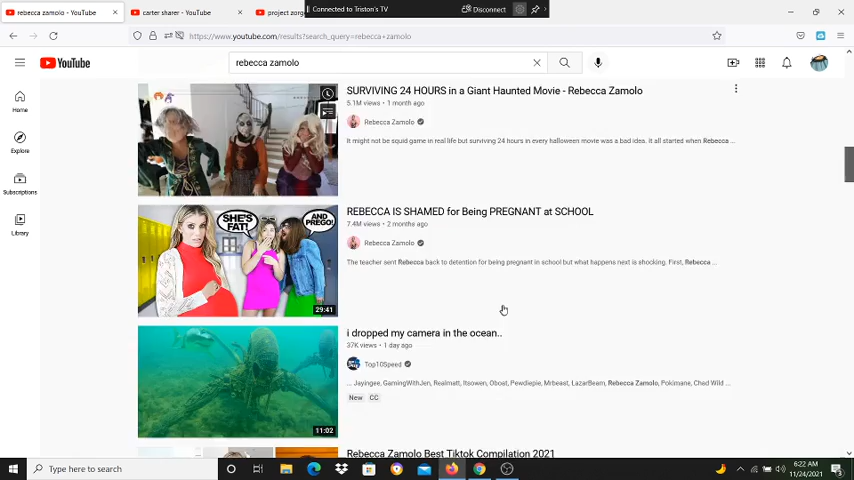 rebecca zamolo - YouTube
carter sharer - YouTube
project zorg
Connected to Triston's TV
Disconnect
https://www.youtube.com/results?search_query=rebecca+zamolo
YouTube
rebecca zamolo
Home
Explore
Subscriptions
Library
SURVIVING 24 HOURS in a Giant Haunted Movie - Rebecca Zamolo
5.1M views • 1 month ago
Rebecca Zamolo
It might not be squid game in real life but surviving 24 hours in every halloween movie was a bad idea. it all started when Rebecca ...
SHE'S FAT!
AND PREGO!
29:41
REBECCA IS SHAMED for Being PREGNANT at SCHOOL
7.4M views • 2 months ago
Rebecca Zamolo
The teacher sent Rebecca back to detention for being pregnant in school but what happens next is shocking. First, Rebecca ...
11:02
i dropped my camera in the ocean..
37K views • 1 day ago
Top10Speed
... Jayingee, GamingWithJen, Realmatt, Itsowen, Oboat, Pewdiepie, Mrbeast, LazarBeam, Rebecca Zamolo, Pokimane, Chad Wild ...
New CC
Rebecca Zamolo Best Tiktok Compilation 2021
Type here to search
6:22 AM
11/24/2021
3